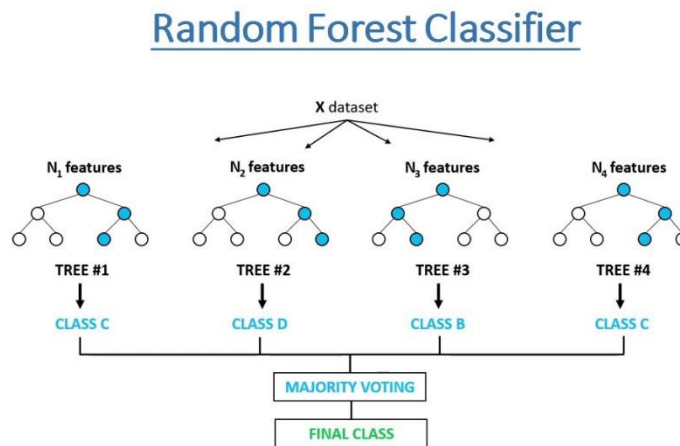 Random Forest Classifier
X dataset
N₁ features N₂ features N₃ features N₄ features
TREE #1 TREE #2 TREE #3 TREE #4
CLASS C CLASS D CLASS B CLASS C
MAJORITY VOTING
FINAL CLASS